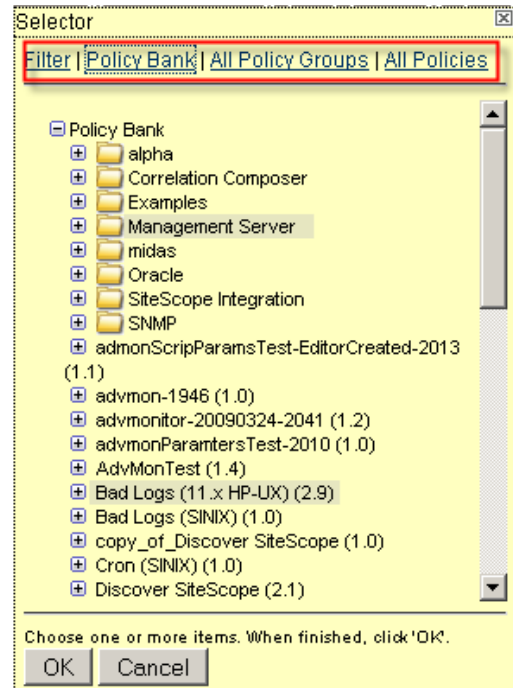 Selector
Filter | Policy Bank | All Policy Groups | All Policies
Policy Bank
alpha
Correlation Composer
Examples
Management Server
midas
Oracle
SiteScope Integration
SNMP
admonScripParamsTest-EditorCreated-2013
(1.1)
advmon-1946 (1.0)
advmonitor-20090324-2041 (1.2)
advmonParamtersTest-2010 (1.0)
AdvMonTest (1.4)
Bad Logs (11.x HP-UX) (2.9)
Bad Logs (SINIX) (1.0)
copy_of_Discover SiteScope (1.0)
Cron (SINIX) (1.0)
Discover SiteScope (2.1)
Choose one or more items. When finished, click 'OK'.
OK Cancel